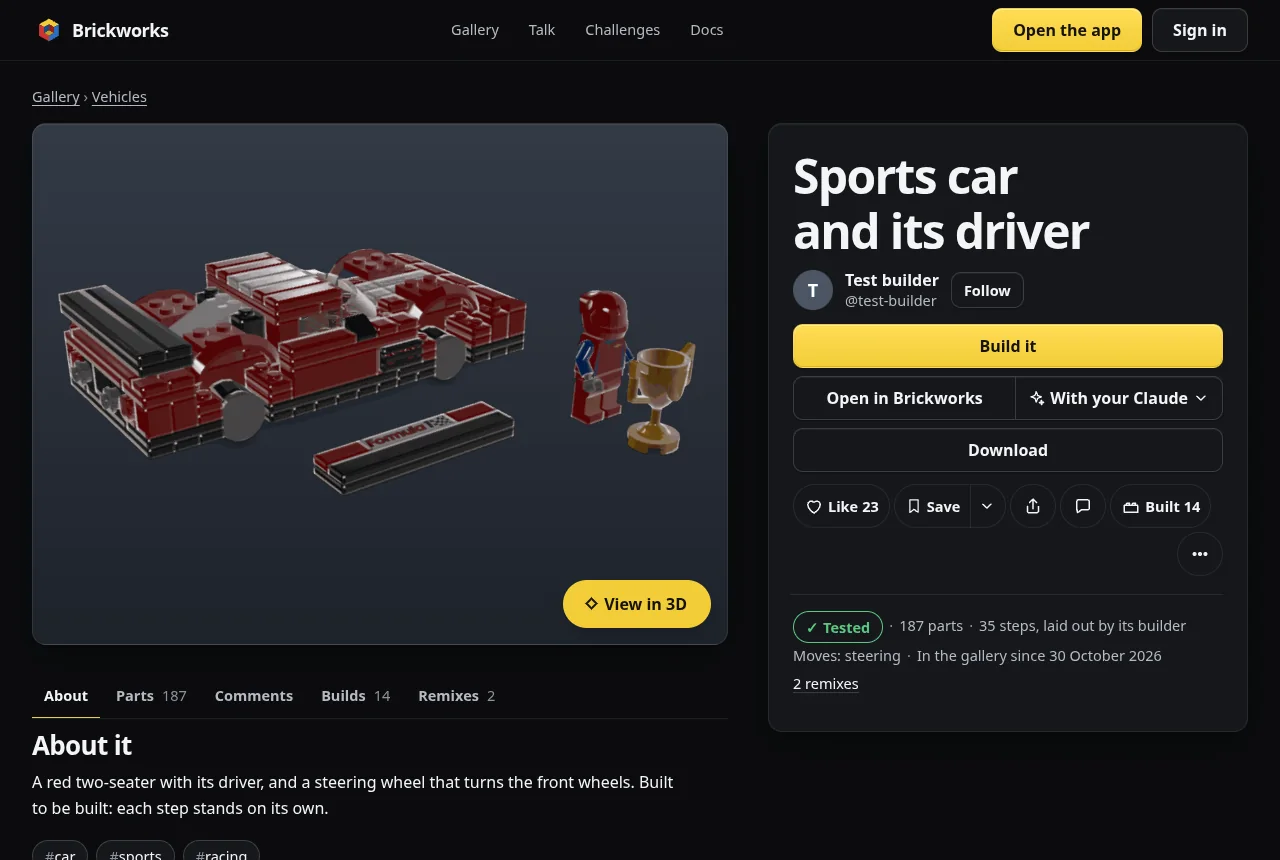 Brickworks
Gallery
Talk
Challenges
Docs
Open the app
Sign in
Gallery › Vehicles
Formula
View in 3D
Sports car
and its driver
T
Test builder
@test-builder
Follow
Build it
Open in Brickworks
With your Claude
Download
Like 23
Save
Built 14
✓ Tested · 187 parts · 35 steps, laid out by its builder
Moves: steering · In the gallery since 30 October 2026
2 remixes
About
Parts 187
Comments
Builds 14
Remixes 2
About it
A red two-seater with its driver, and a steering wheel that turns the front wheels. Built
to be built: each step stands on its own.
#car
#sports
#racing